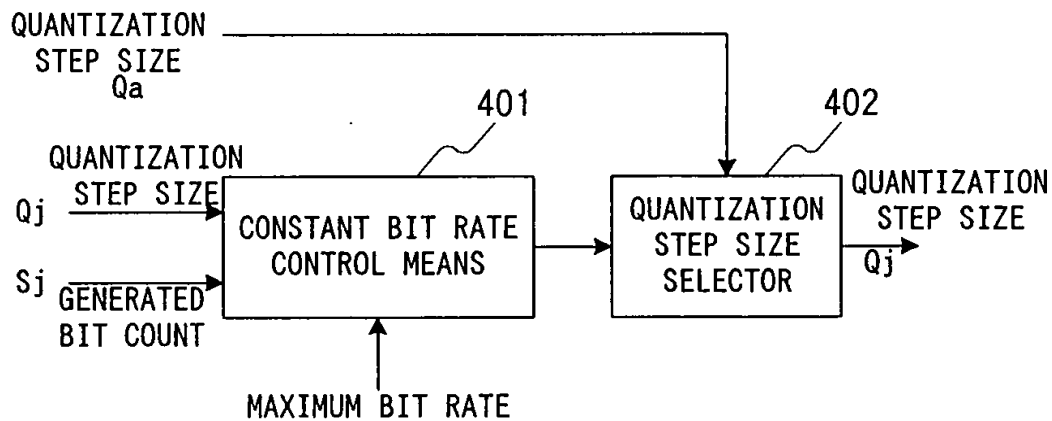 QUANTIZATION
STEP SIZE
Qa
401
402
QUANTIZATION
STEP SIZE
Qj
Sj
GENERATED
BIT COUNT
CONSTANT BIT RATE
CONTROL MEANS
MAXIMUM BIT RATE
QUANTIZATION
STEP SIZE
SELECTOR
QUANTIZATION
STEP SIZE
Qj